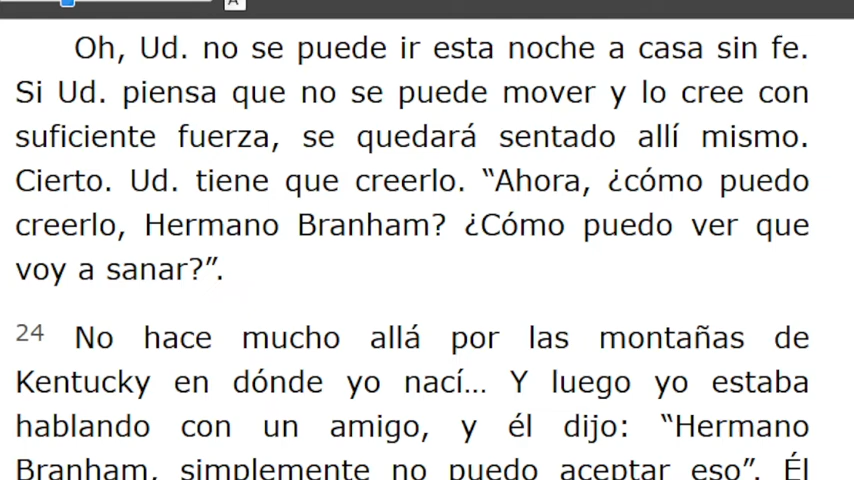 A
Oh, Ud. no se puede ir esta noche a casa sin fe.
Si Ud. piensa que no se puede mover y lo cree con
suficiente fuerza, se quedará sentado allí mismo.
Cierto. Ud. tiene que creerlo. “Ahora, ¿cómo puedo
creerlo, Hermano Branham? ¿Cómo puedo ver que
voy a sanar?”.
24 No hace mucho allá por las montañas de
Kentucky en dónde yo nací... Y luego yo estaba
hablando con un amigo, y él dijo: “Hermano
Branham, simplemente no puedo aceptar eso”. Él